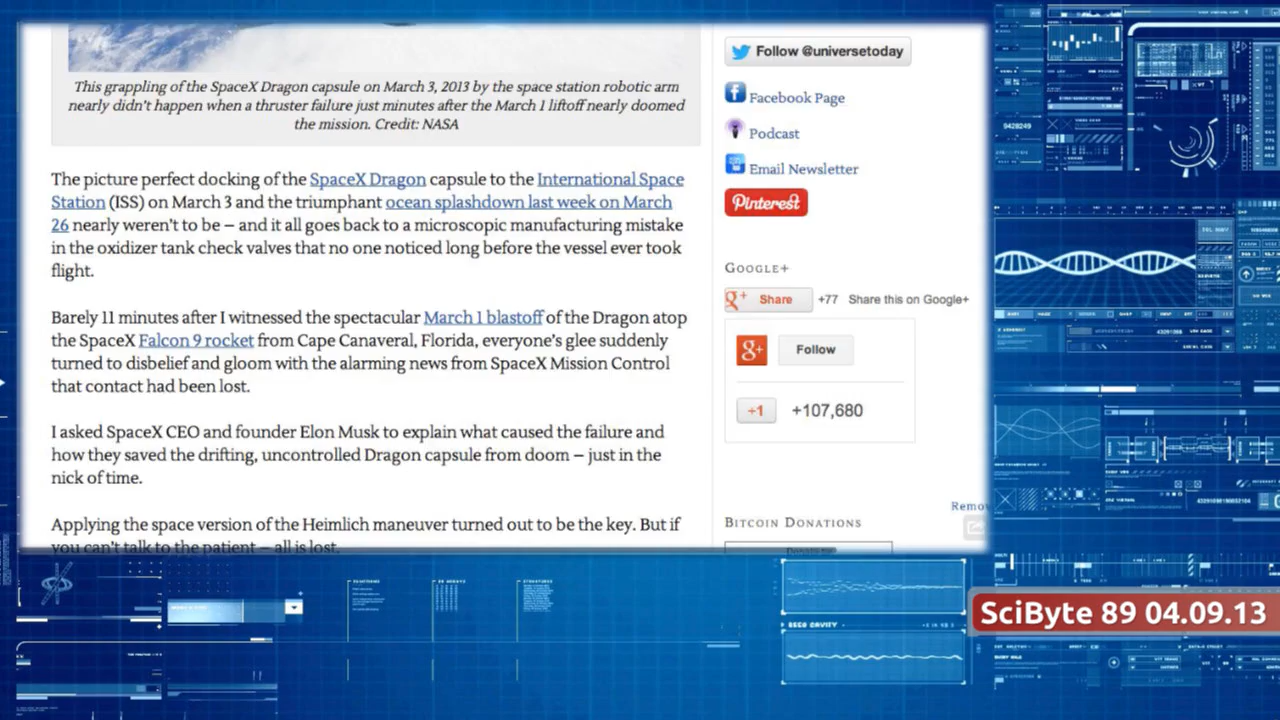 This grappling of the SpaceX Dragon capsule on March 3, 2013 by the space station robotic arm
nearly didn't happen when a thruster failure just minutes after the March 1 liftoff nearly doomed
the mission. Credit: NASA
The picture perfect docking of the SpaceX Dragon capsule to the International Space
Station (ISS) on March 3 and the triumphant ocean splashdown last week on March
26 nearly weren't to be – and it all goes back to a microscopic manufacturing mistake
in the oxidizer tank check valves that no one noticed long before the vessel ever took
flight.
Barely 11 minutes after I witnessed the spectacular March 1 blastoff of the Dragon atop
the SpaceX Falcon 9 rocket from Cape Canaveral, Florida, everyone's glee suddenly
turned to disbelief and gloom with the alarming news from SpaceX Mission Control
that contact had been lost.
I asked SpaceX CEO and founder Elon Musk to explain what caused the failure and
how they saved the drifting, uncontrolled Dragon capsule from doom – just in the
nick of time.
Applying the space version of the Heimlich maneuver turned out to be the key. But if
you can't talk to the patient – all is lost.
Follow @universetoday
Facebook Page
Podcast
Email Newsletter
Pinterest
Google+
Share +77 Share this on Google+
Follow
+1 +107,680
Remov
Bitcoin Donations
SciByte 89 04.09.13